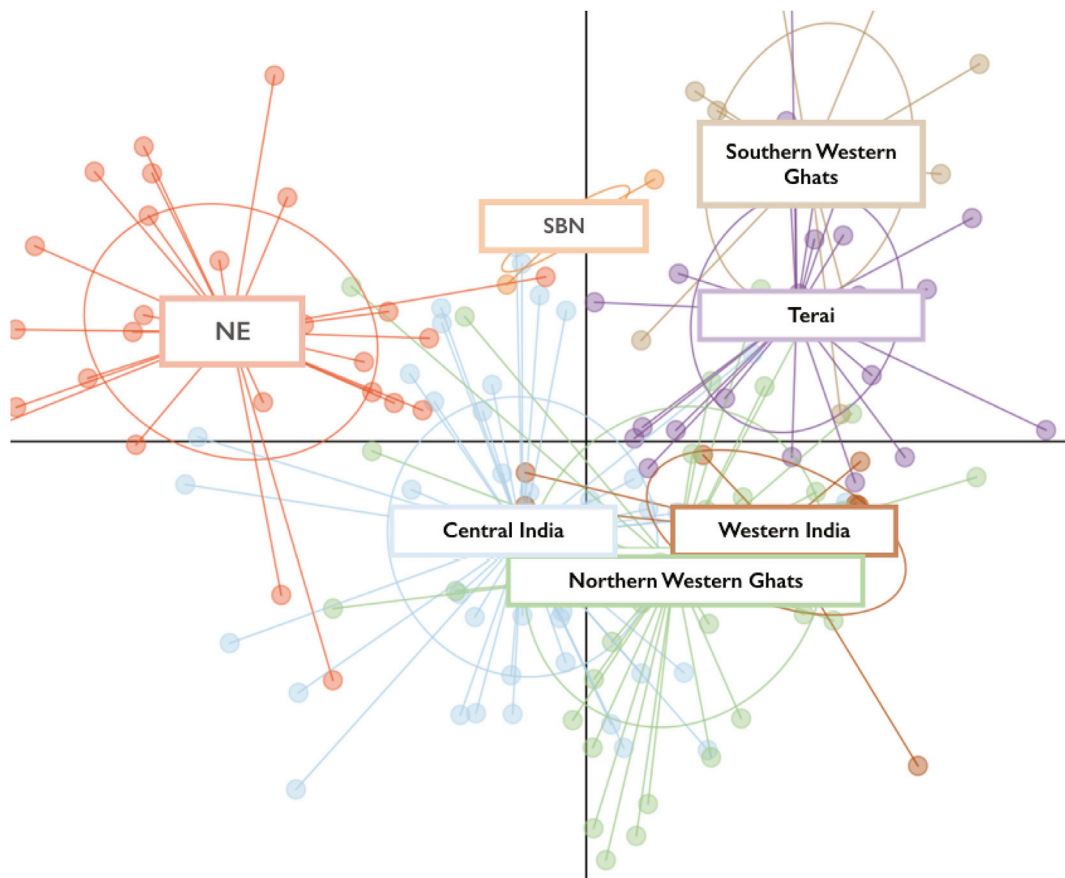 Southern Western
Ghats
SBN
NE
Terai
Central India
Western India
Northern Western Ghats